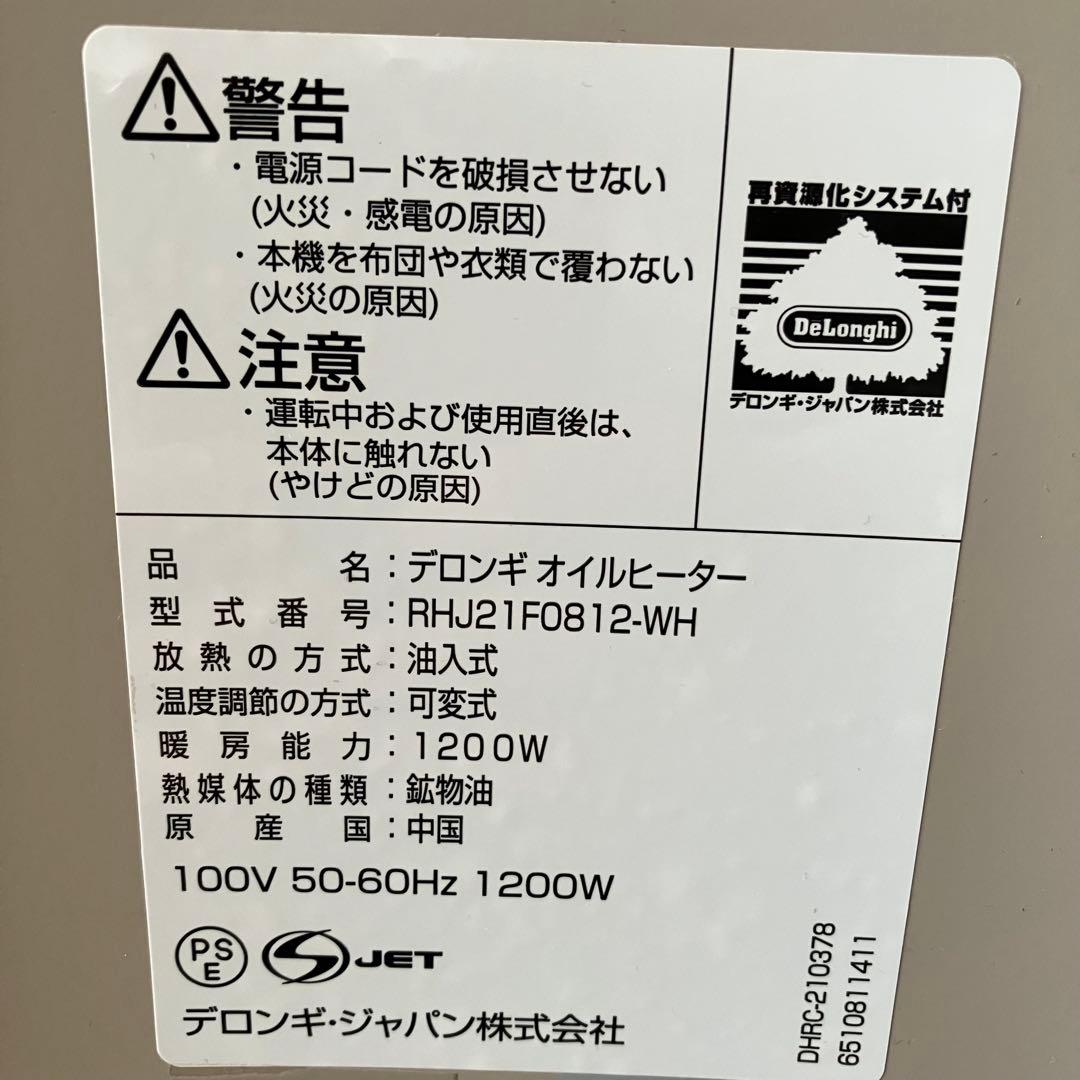 警告
・電源コードを破損させない
(火災・感電の原因)
・本機を布団や衣類で覆わない
(火災の原因)
注意
・運転中および使用直後は、
本体に触れない
(やけどの原因)
再資源化システム付
DeLonghi
デロンギ・ジャパン株式会社
品名：デロンギ オイルヒーター
型式番号：RHJ21F0812-WH
放熱の方式：油入式
温度調節の方式：可変式
暖房能力：1200W
熱媒体の種類：鉱物油
原産国：中国
100V 50-60Hz 1200W
PS
E
S JET
デロンギ・ジャパン株式会社
DHRC-210378
6510811411